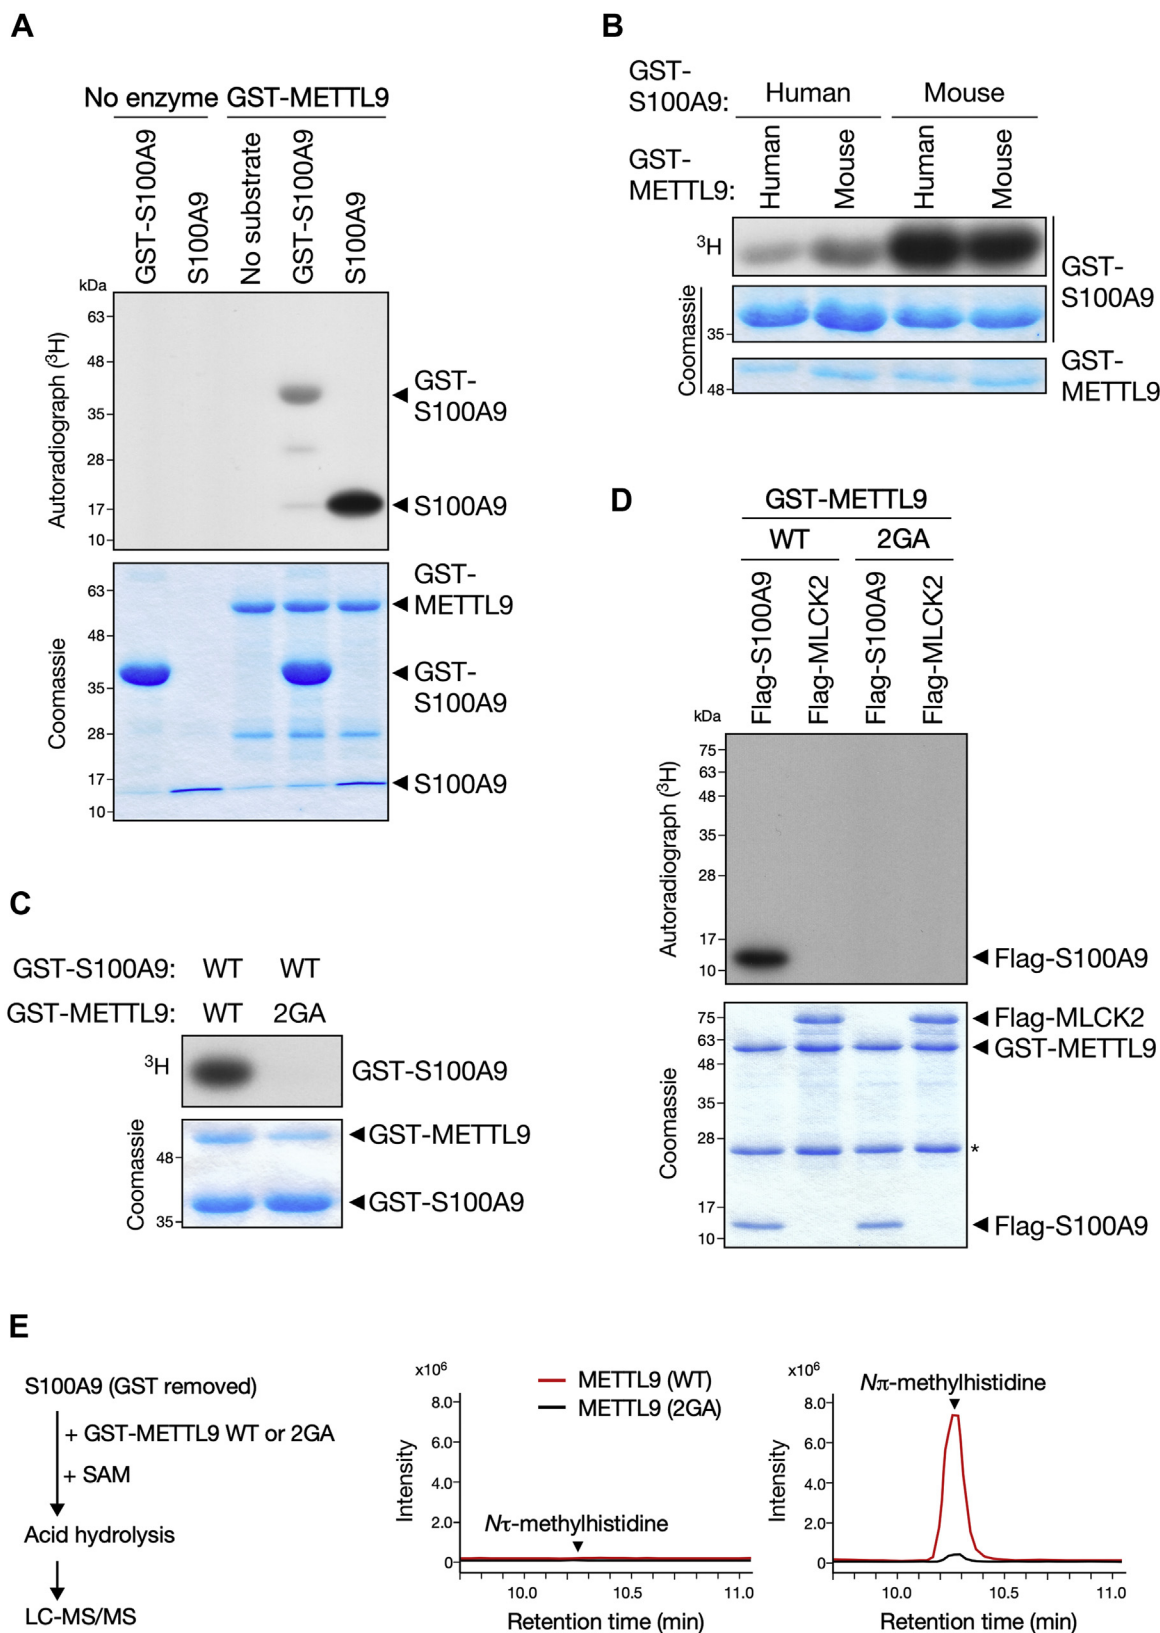 A
No enzyme GST-METTL9
GST-S100A9
S100A9
No substrate
GST-S100A9
S100A9
kDa
63
48
35
28
17
10
Autoradiograph (³H)
GST-
S100A9
S100A9
63
48
35
28
17
10
Coomassie
GST-
METTL9
GST-
S100A9
S100A9
B
GST-
S100A9:
Human
Mouse
GST-
METTL9:
Human
Mouse
Human
Mouse
³H
GST-
S100A9
Coomassie
35
48
GST-
METTL9
C
GST-S100A9: WT WT
GST-METTL9: WT 2GA
³H
GST-S100A9
Coomassie
48
35
GST-METTL9
GST-S100A9
D
GST-METTL9
WT 2GA
Flag-S100A9
Flag-MLCK2
Flag-S100A9
Flag-MLCK2
kDa
75
63
48
35
28
17
10
Autoradiograph (³H)
Flag-S100A9
75
63
48
35
28
17
10
Coomassie
Flag-MLCK2
GST-METTL9
*
Flag-S100A9
E
S100A9 (GST removed)
+ GST-METTL9 WT or 2GA
+ SAM
Acid hydrolysis
LC-MS/MS
x10⁶
8.0
6.0
4.0
2.0
0
Intensity
METTL9 (WT)
METTL9 (2GA)
Nτ-methylhistidine
10.0 10.5 11.0
Retention time (min)
x10⁶
8.0
6.0
4.0
2.0
0
Intensity
Nπ-methylhistidine
10.0 10.5 11.0
Retention time (min)